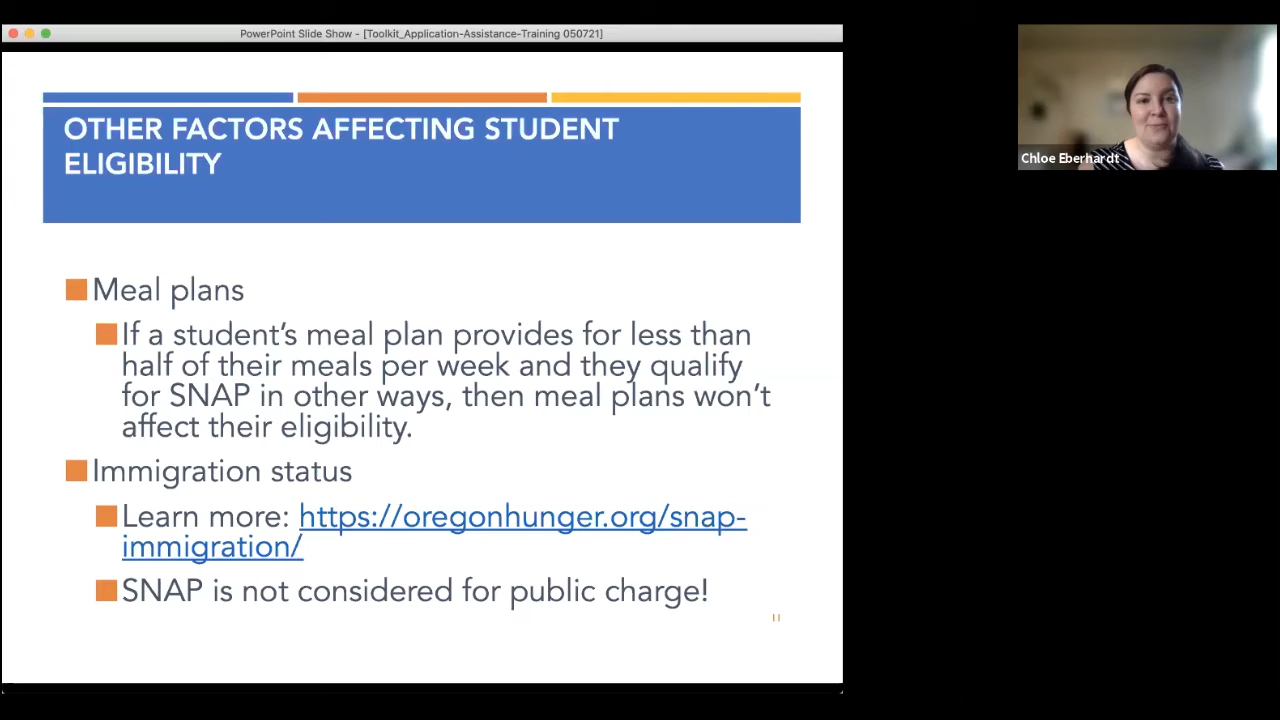 PowerPoint Slide Show - [Toolkit_Application-Assistance-Training 050721]
OTHER FACTORS AFFECTING STUDENT
ELIGIBILITY
Meal plans
If a student’s meal plan provides for less than
half of their meals per week and they qualify
for SNAP in other ways, then meal plans won’t
affect their eligibility.
Immigration status
Learn more: https://oregonhunger.org/snap-
immigration/
SNAP is not considered for public charge!
11
Chloe Eberhardt